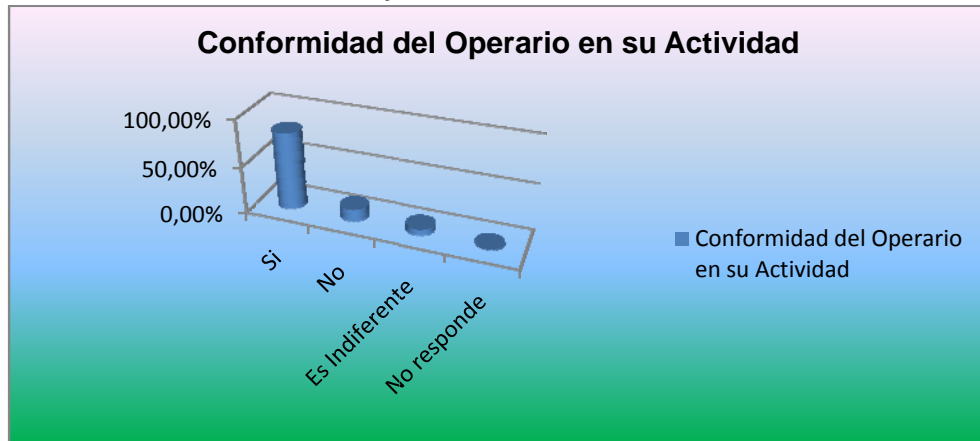 Conformidad del Operario en su Actividad
100,00%
50,00%
0,00%
Si
No
Es Indiferente
No responde
Conformidad del Operario
en su Actividad